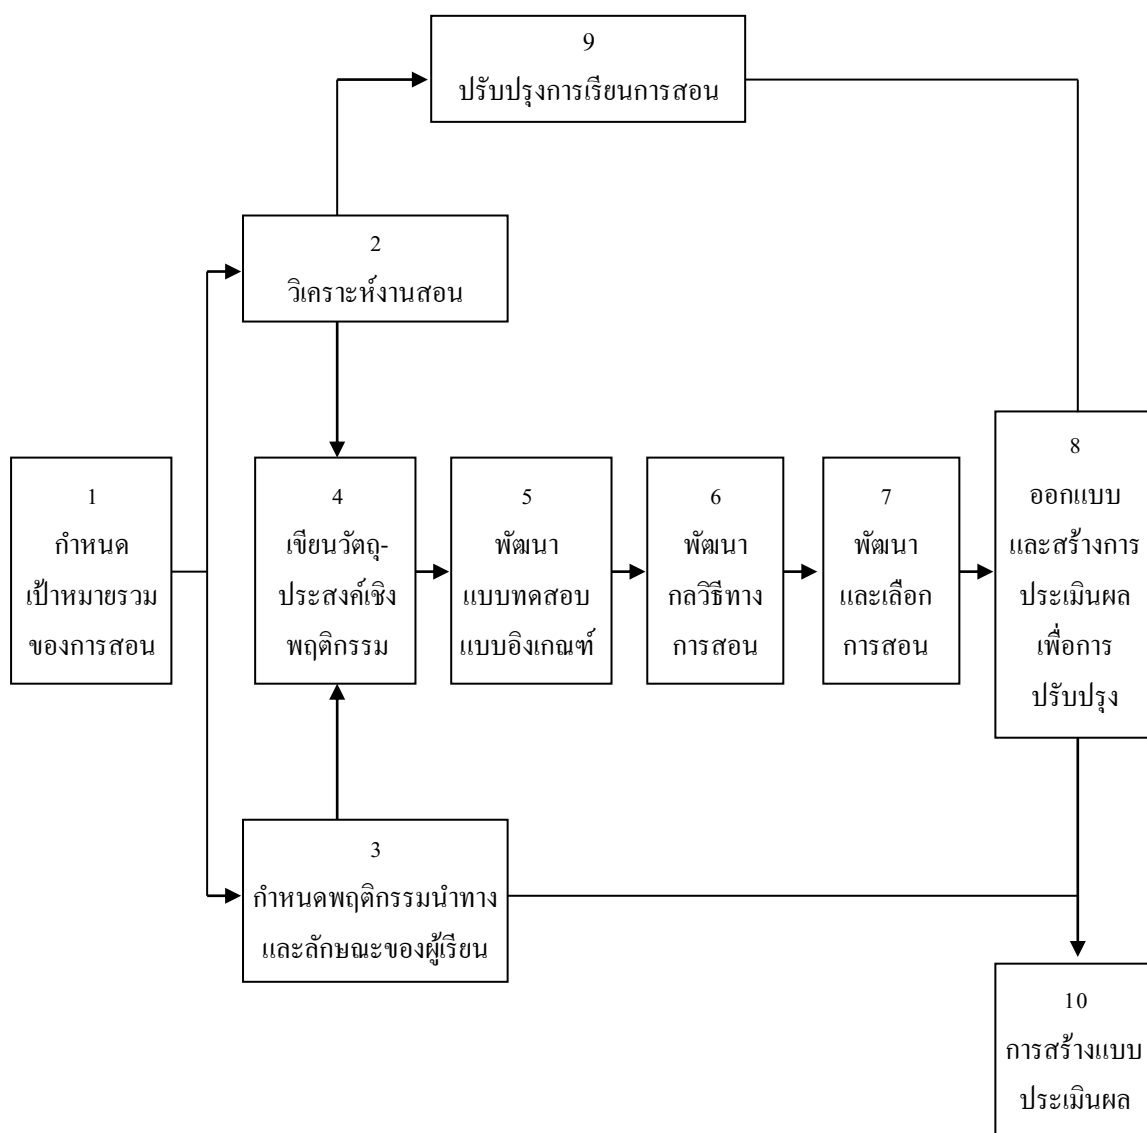 9
ปรับปรุงการเรียนการสอน
2
วิเคราะห์งานสอน
1
กำหนด
เป้าหมายรวม
ของการสอน
4
เขียนวัตถุ-
ประสงค์เชิง
พฤติกรรม
5
พัฒนา
แบบทดสอบ
แบบอิงเกณฑ์
6
พัฒนา
กลวิธีทาง
การสอน
7
พัฒนา
และเลือก
การสอน
8
ออกแบบ
และสร้างการ
ประเมินผล
เพื่อการ
ปรับปรุง
3
กำหนดพฤติกรรมนำทาง
และลักษณะของผู้เรียน
10
การสร้างแบบ
ประเมินผล